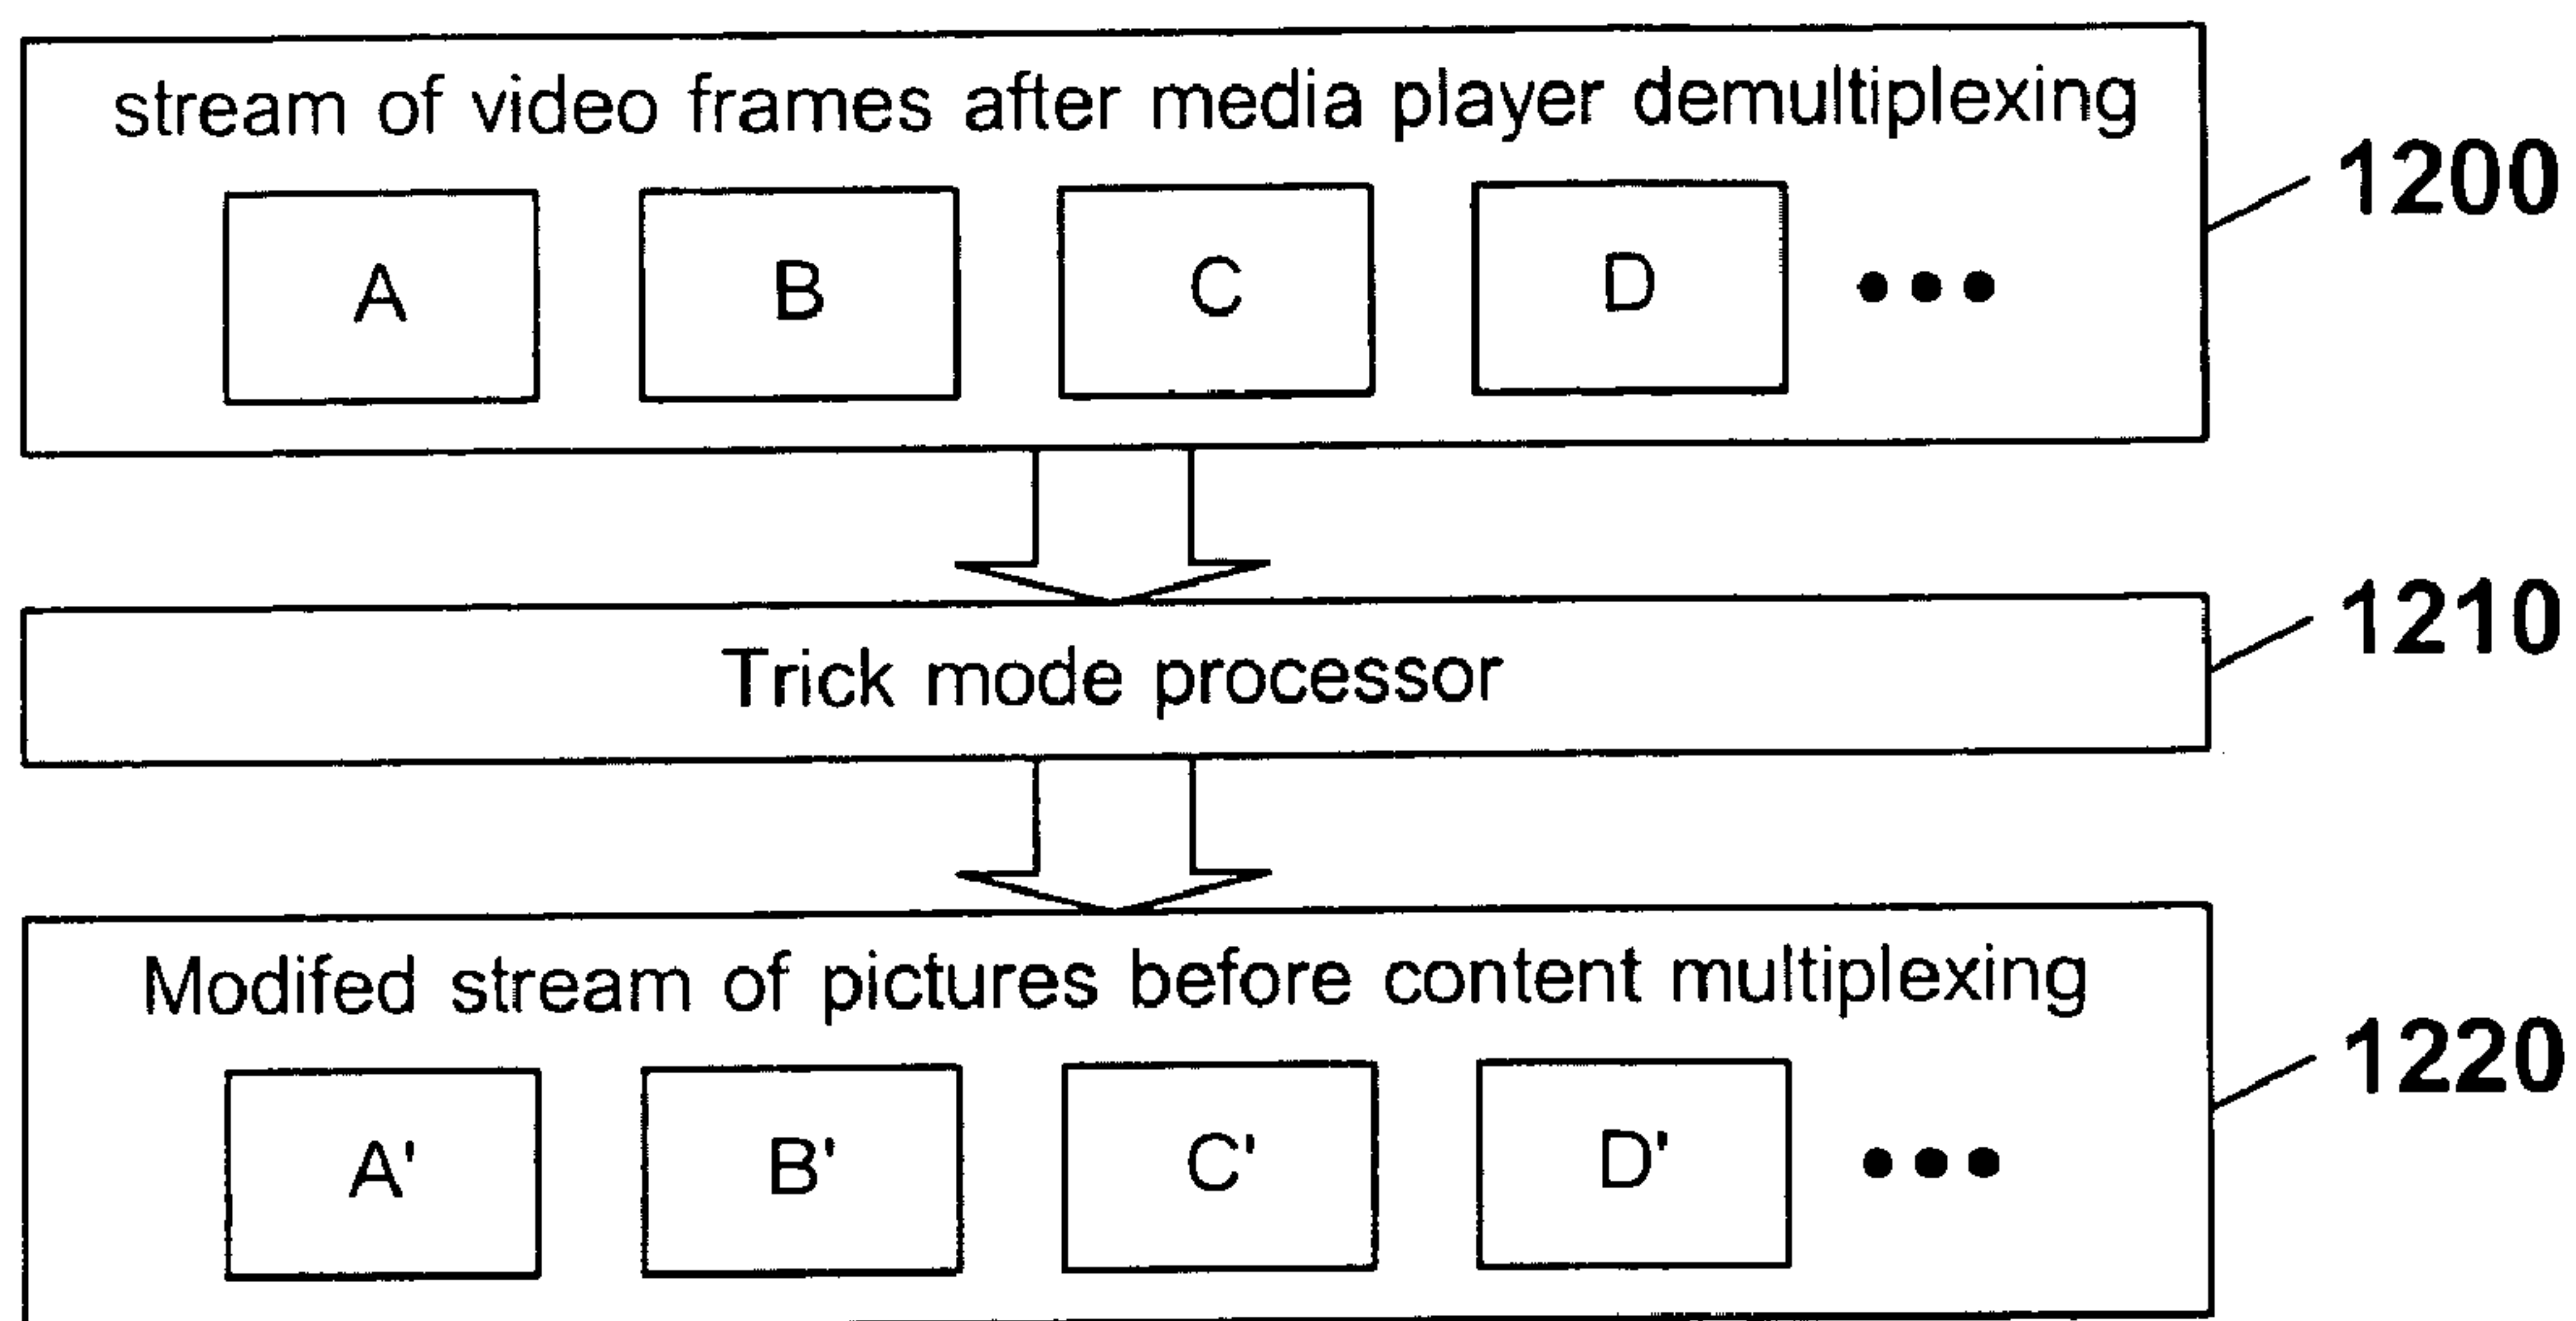 stream of video frames after media player demultiplexing
1200
A B C D •••
Trick mode processor
1210
Modifed stream of pictures before content multiplexing
1220
A' B' C' D' •••